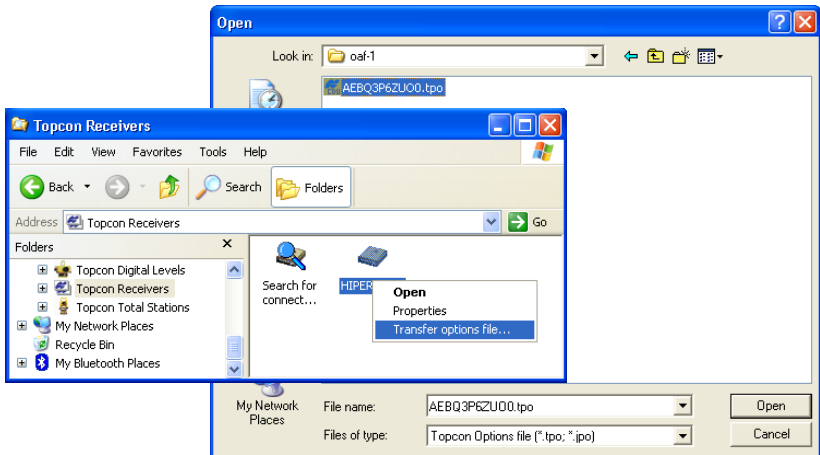 Open
Look in: oaf-1
AEBQ3P6ZUO0.tpo
Topcon Receivers
File Edit View Favorites Tools Help
Back Search Folders
Address Topcon Receivers Go
Folders x
Topcon Digital Levels
Topcon Receivers
Topcon Total Stations
My Network Places
Recycle Bin
My Bluetooth Places
Search for
connect...
HIPER
Open
Properties
Transfer options file...
My Network
Places
File name: AEBQ3P6ZUO0.tpo Open
Files of type: Topcon Options file (*.tpo; *.jpo) Cancel